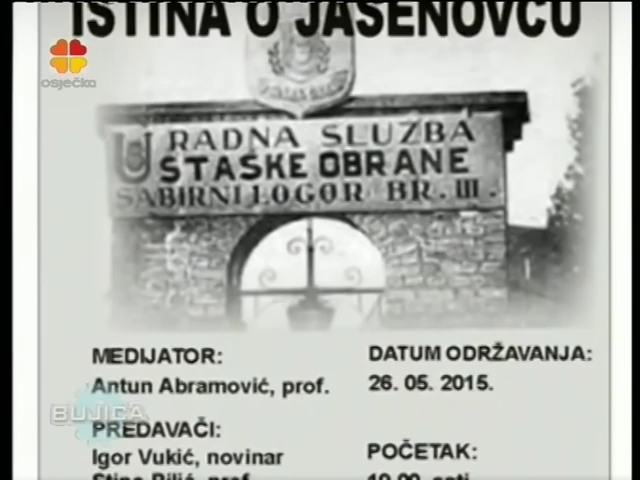 ISTINA O JASENOVCU
osječka
RADNA SLUŽBA
USTAŠKE OBRANE
SABIRNI LOGOR BR. III.
MEDIJATOR:
Antun Abramović, prof.
DATUM ODRŽAVANJA:
26. 05. 2015.
BUJICA
PREDAVAČI:
Igor Vukić, novinar
POČETAK: